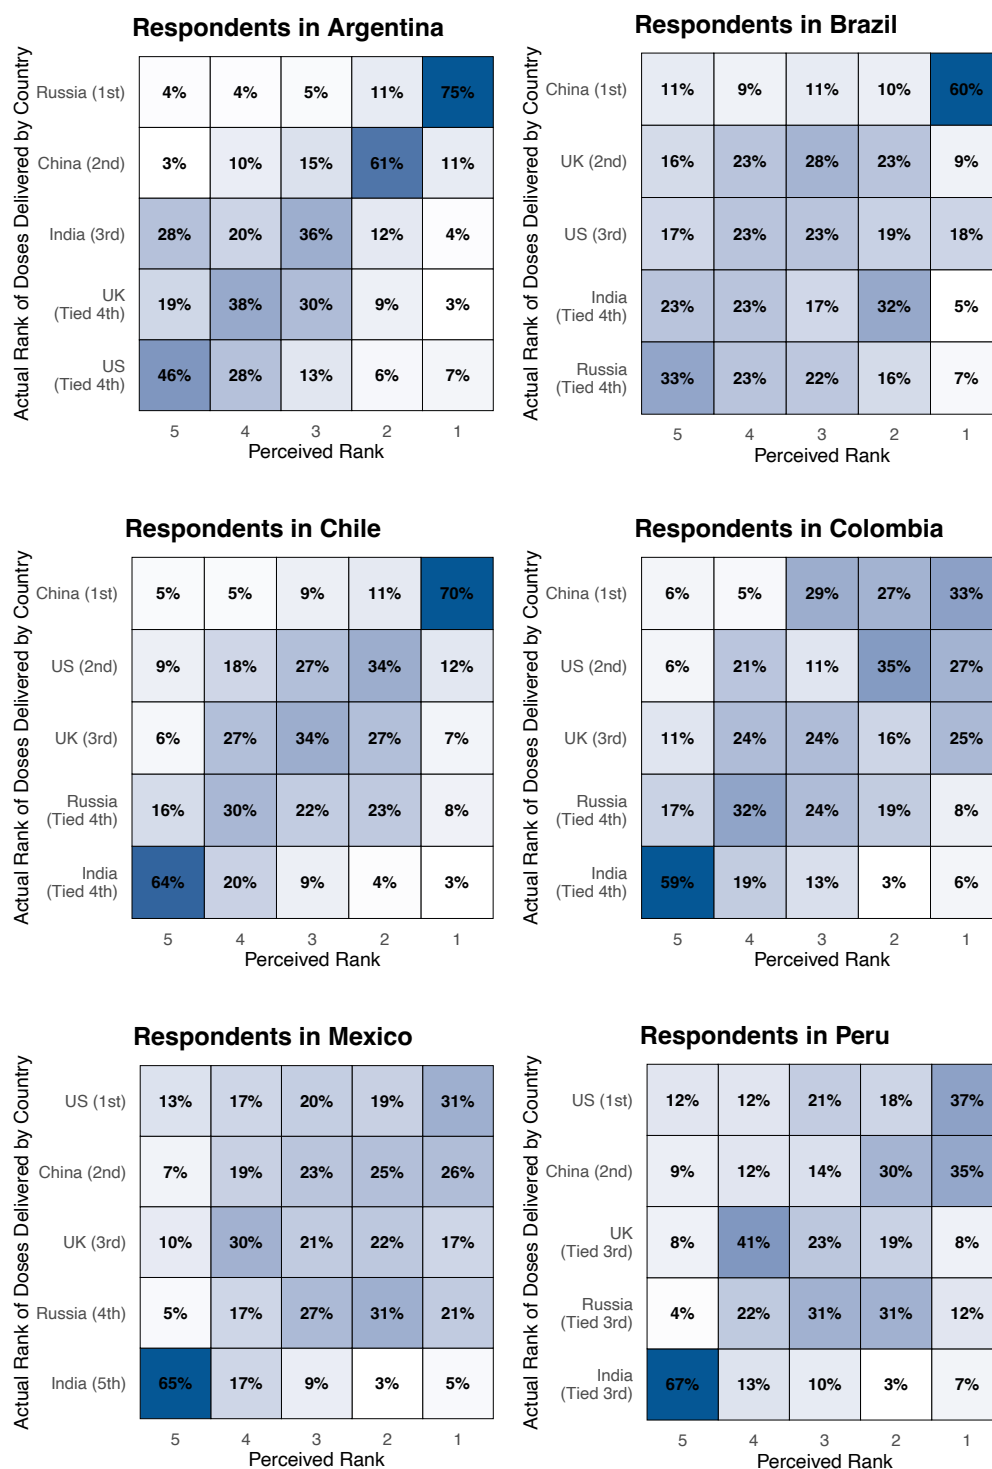 Respondents in Argentina
Actual Rank of Doses Delivered by Country
Russia (1st) 4% 4% 5% 11% 75%
China (2nd) 3% 10% 15% 61% 11%
India (3rd) 28% 20% 36% 12% 4%
UK
(Tied 4th) 19% 38% 30% 9% 3%
US
(Tied 4th) 46% 28% 13% 6% 7%
5 4 3 2 1
Perceived Rank
Respondents in Brazil
Actual Rank of Doses Delivered by Country
China (1st) 11% 9% 11% 10% 60%
UK (2nd) 16% 23% 28% 23% 9%
US (3rd) 17% 23% 23% 19% 18%
India
(Tied 4th) 23% 23% 17% 32% 5%
Russia
(Tied 4th) 33% 23% 22% 16% 7%
5 4 3 2 1
Perceived Rank
Respondents in Chile
Actual Rank of Doses Delivered by Country
China (1st) 5% 5% 9% 11% 70%
US (2nd) 9% 18% 27% 34% 12%
UK (3rd) 6% 27% 34% 27% 7%
Russia
(Tied 4th) 16% 30% 22% 23% 8%
India
(Tied 4th) 64% 20% 9% 4% 3%
5 4 3 2 1
Perceived Rank
Respondents in Colombia
Actual Rank of Doses Delivered by Country
China (1st) 6% 5% 29% 27% 33%
US (2nd) 6% 21% 11% 35% 27%
UK (3rd) 11% 24% 24% 16% 25%
Russia
(Tied 4th) 17% 32% 24% 19% 8%
India
(Tied 4th) 59% 19% 13% 3% 6%
5 4 3 2 1
Perceived Rank
Respondents in Mexico
Actual Rank of Doses Delivered by Country
US (1st) 13% 17% 20% 19% 31%
China (2nd) 7% 19% 23% 25% 26%
UK (3rd) 10% 30% 21% 22% 17%
Russia (4th) 5% 17% 27% 31% 21%
India (5th) 65% 17% 9% 3% 5%
5 4 3 2 1
Perceived Rank
Respondents in Peru
Actual Rank of Doses Delivered by Country
US (1st) 12% 12% 21% 18% 37%
China (2nd) 9% 12% 14% 30% 35%
UK
(Tied 3rd) 8% 41% 23% 19% 8%
Russia
(Tied 3rd) 4% 22% 31% 31% 12%
India
(Tied 3rd) 67% 13% 10% 3% 7%
5 4 3 2 1
Perceived Rank